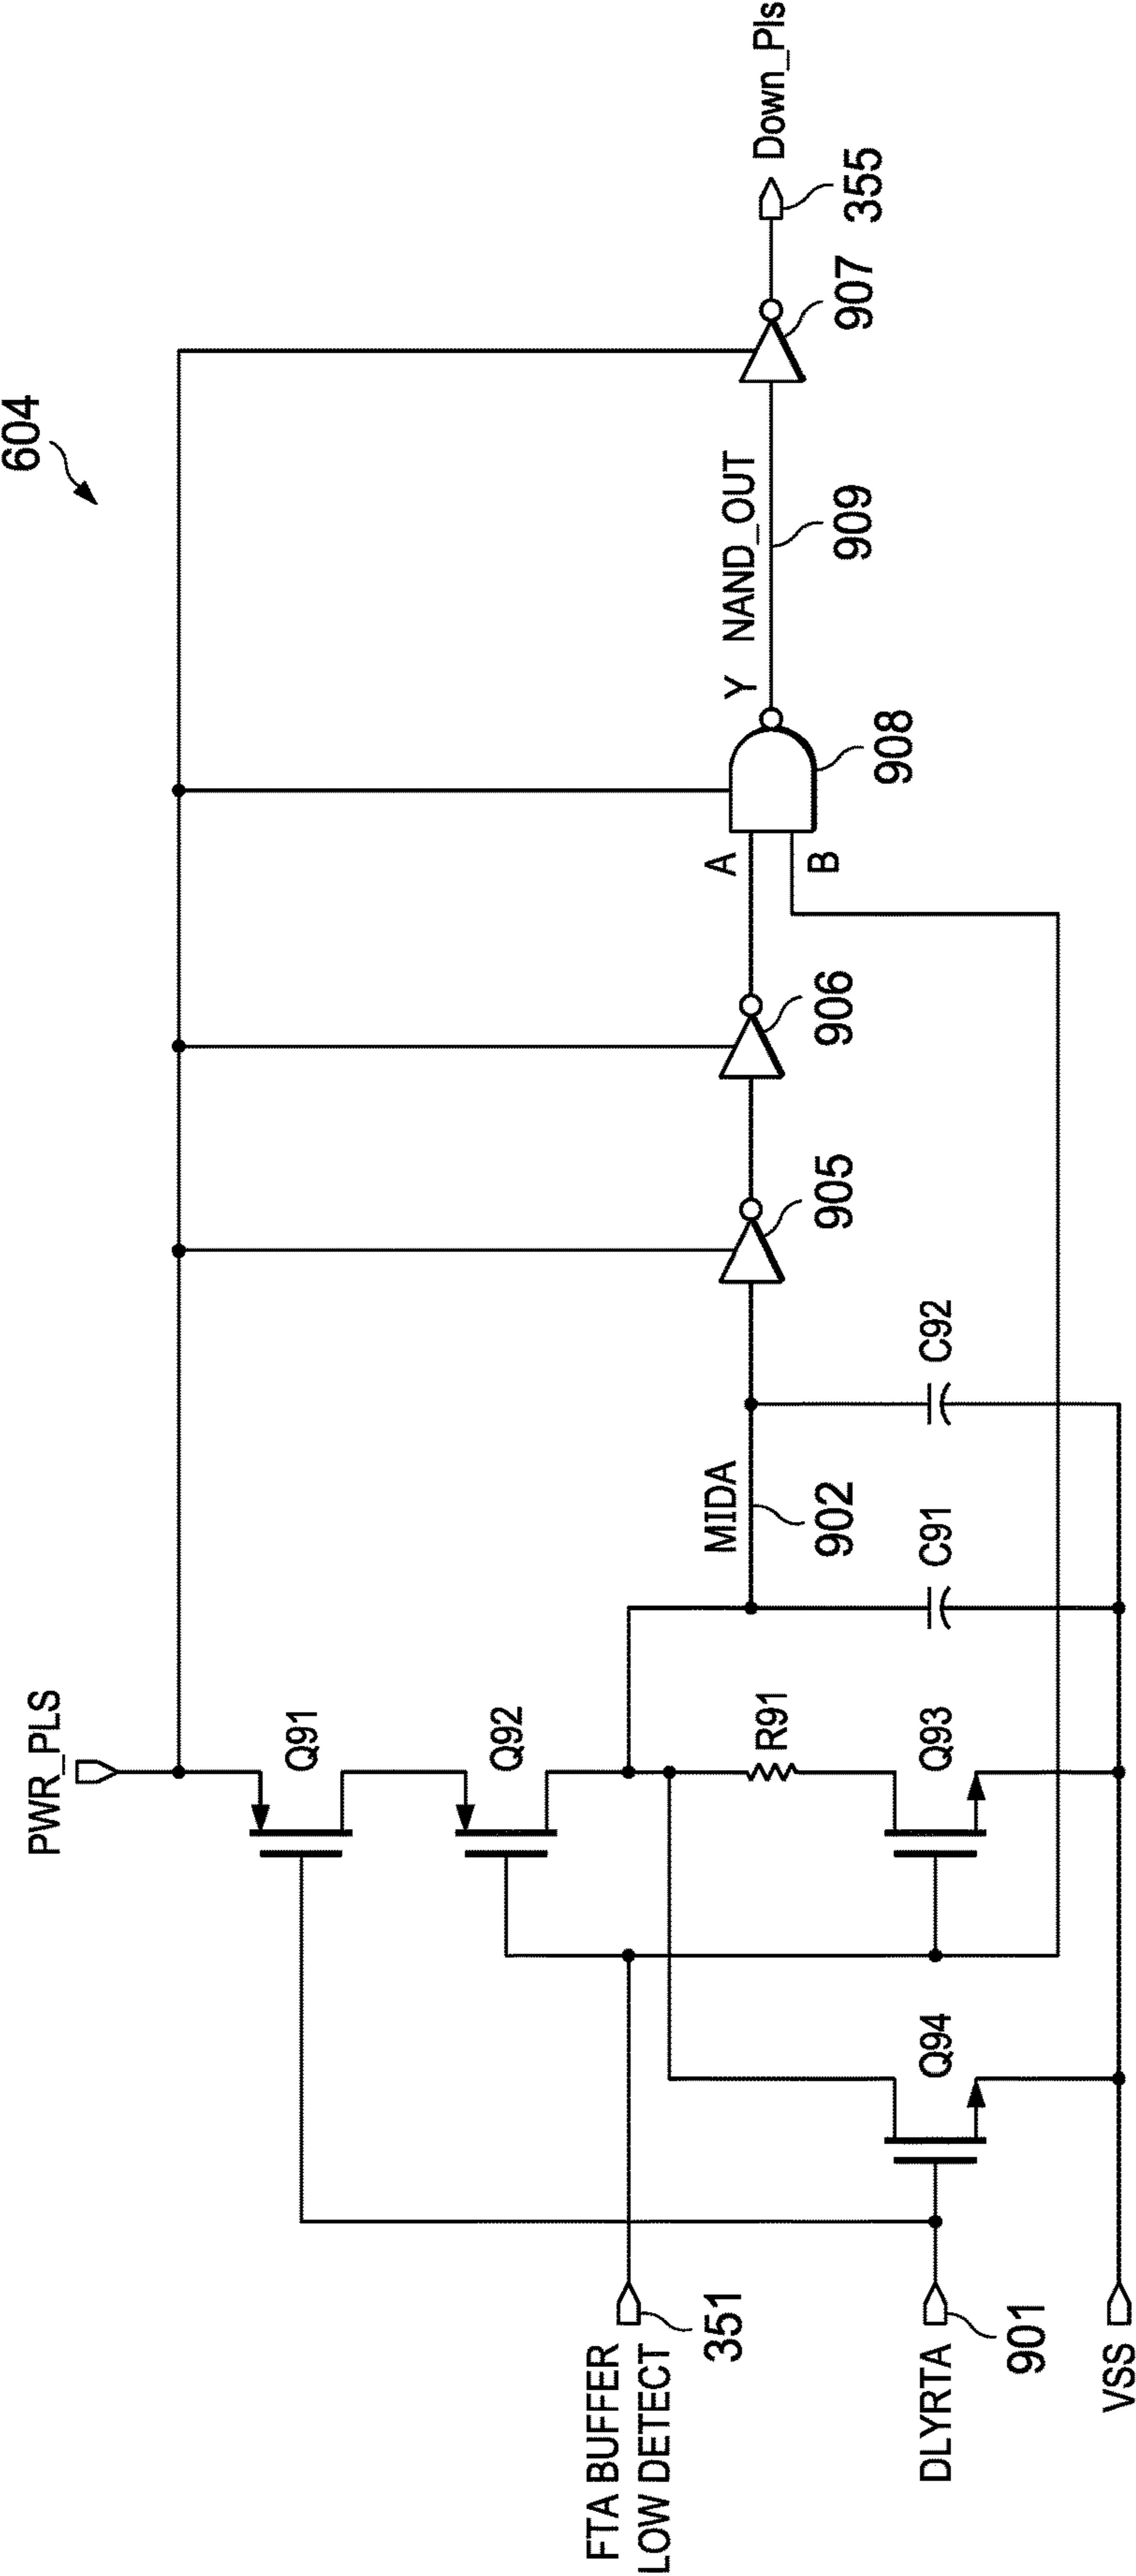 604
PWR_PLS
Q91
Q92
MIDA
902
905
906
A
B
908
Y NAND_OUT
909
907
355
Down_Pls
R91
Q93
C91
C92
Q94
FTA BUFFER
LOW DETECT
351
DLYRTA
901
VSS